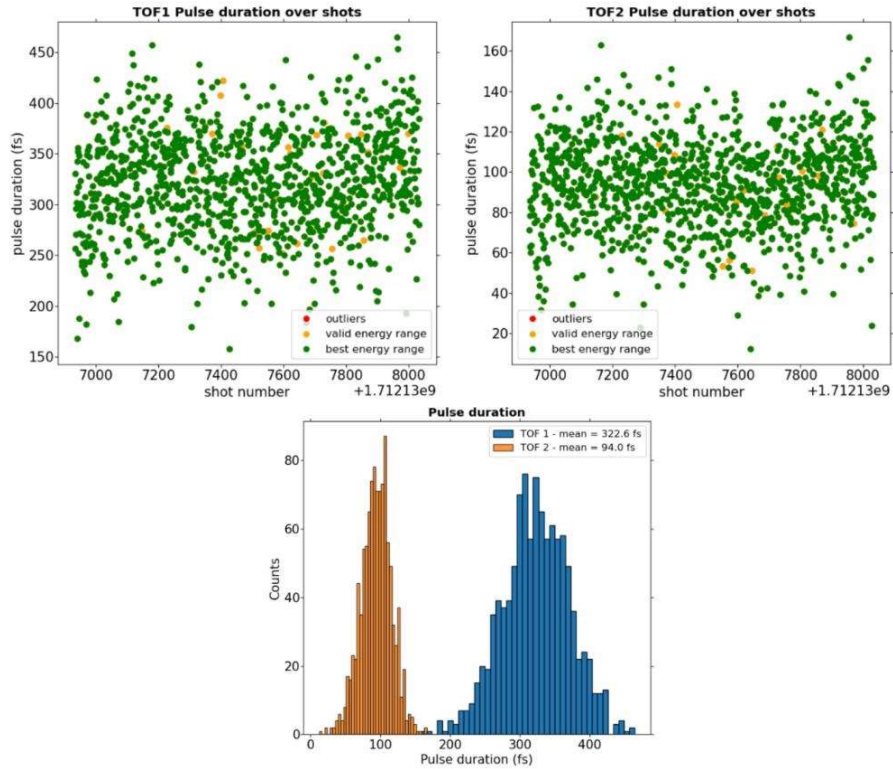 TOF1 Pulse duration over shots
pulse duration (fs)
450
400
350
300
250
200
150
outliers
valid energy range
best energy range
7000 7200 7400 7600 7800 8000
shot number
+1.71213e9
TOF2 Pulse duration over shots
pulse duration (fs)
160
140
120
100
80
60
40
20
outliers
valid energy range
best energy range
7000 7200 7400 7600 7800 8000
shot number
+1.71213e9
Pulse duration
TOF 1 - mean = 322.6 fs
TOF 2 - mean = 94.0 fs
Counts
80
60
40
20
0
0 100 200 300 400
Pulse duration (fs)